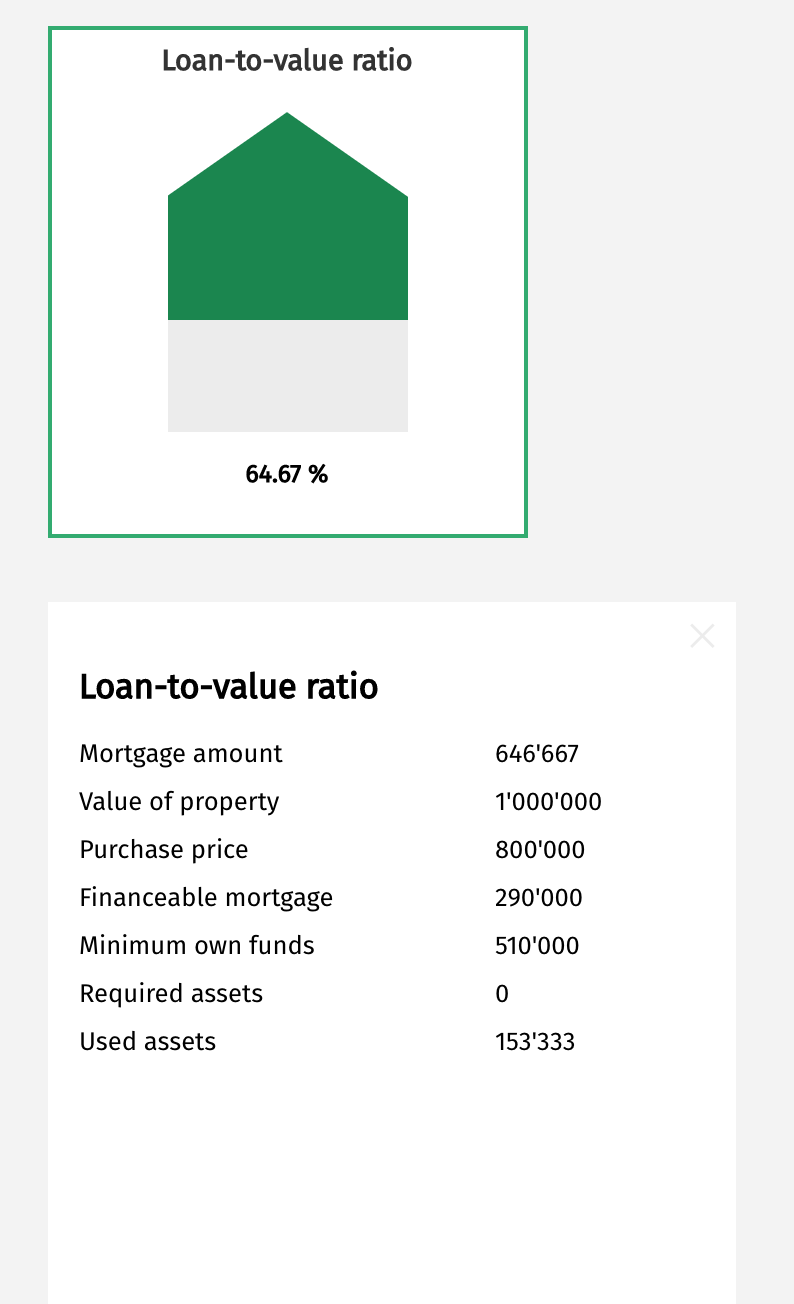 Loan-to-value ratio
64.67 %
Loan-to-value ratio
Mortgage amount 646'667
Value of property 1'000'000
Purchase price 800'000
Financeable mortgage 290'000
Minimum own funds 510'000
Required assets 0
Used assets 153'333